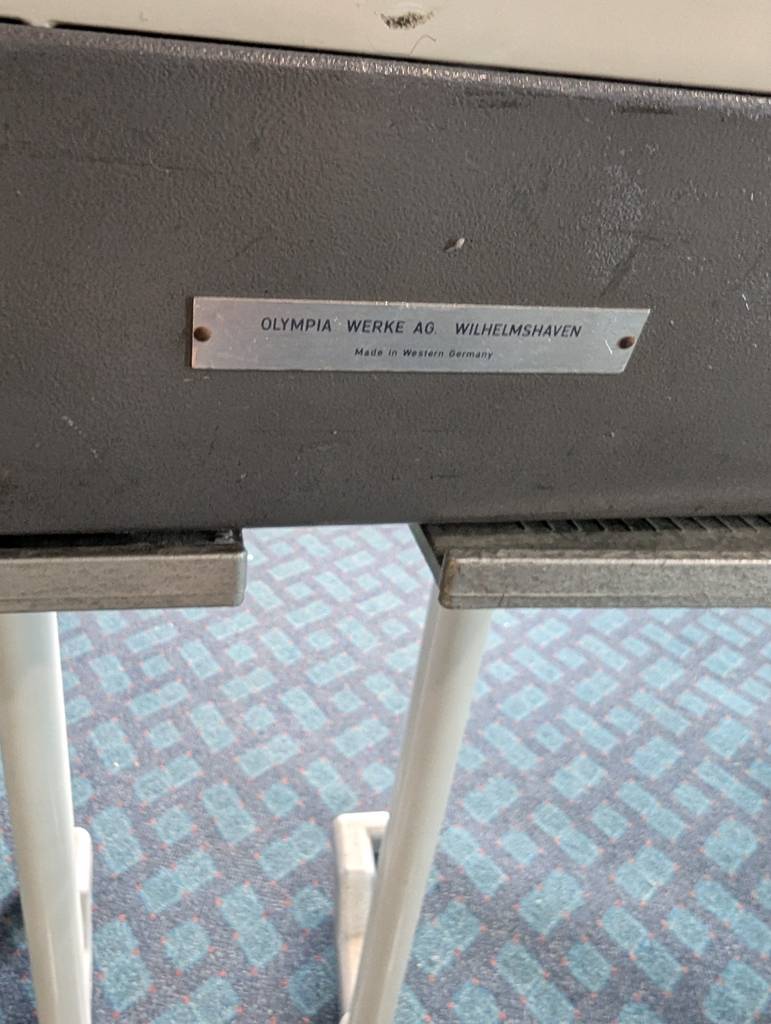 OLYMPIA WERKE AG. WILHELMSHAVEN
Made in Western Germany